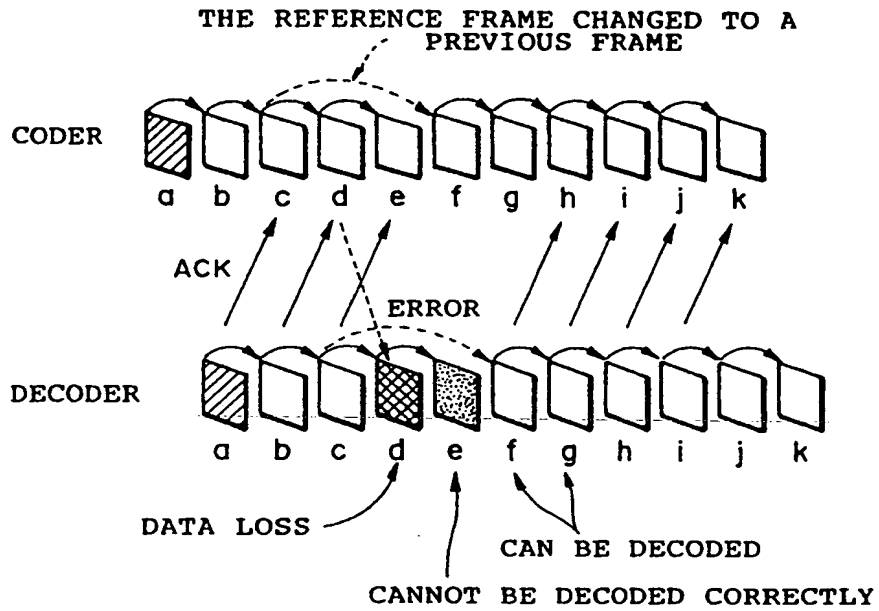 THE REFERENCE FRAME CHANGED TO A
PREVIOUS FRAME
CODER
a b c d e f g h i j k
ACK
ERROR
DECODER
a b c d e f g h i j k
DATA LOSS
CAN BE DECODED
CANNOT BE DECODED CORRECTLY